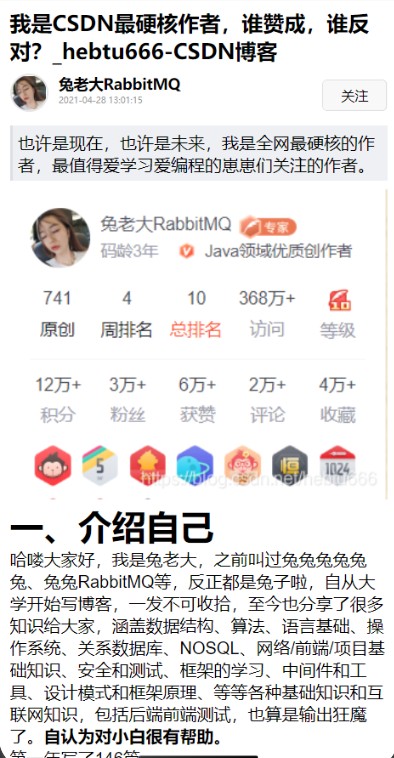 我是CSDN最硬核作者，谁赞成，谁反
对？_hebtu666-CSDN博客
兔老大RabbitMQ
2021-04-28 13:01:15
关注
也许是现在，也许是未来，我是全网最硬核的作
者，最值得爱学习爱编程的崽崽们关注的作者。
兔老大RabbitMQ 专家
码龄3年 Java领域优质创作者
741 4 10 368万+
原创 周排名 总排名 访问 等级
12万+ 3万+ 6万+ 2万+ 4万+
积分 粉丝 获赞 评论 收藏
5 1024
https://blog.csdn.net/hebtu666
一、介绍自己
哈喽大家好，我是兔老大，之前叫过兔兔兔兔兔
兔、兔兔RabbitMQ等，反正都是兔子啦，自从大
学开始写博客，一发不可收拾，至今也分享了很多
知识给大家，涵盖数据结构、算法、语言基础、操
作系统、关系数据库、NOSQL、网络/前端/项目基
础知识、安全和测试、框架的学习、中间件和工
具、设计模式和框架原理、等等各种基础知识和互
联网知识，包括后端前端测试，也算是输出狂魔
了。自认为对小白很有帮助。
第一年写了146篇